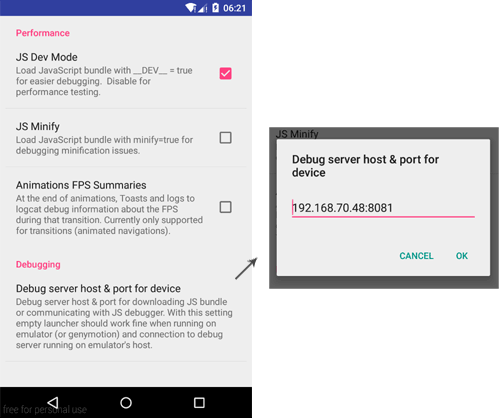 06:21
Performance
JS Dev Mode
Load JavaScript bundle with __DEV__ = true
for easier debugging. Disable for
performance testing.
JS Minify
Load JavaScript bundle with minify=true for
debugging minification issues.
Animations FPS Summaries
At the end of animations, Toasts and logs to
logcat debug information about the FPS
during that transition. Currently only supported
for transitions (animated navigations).
Debugging
Debug server host & port for device
Debug server host & port for downloading JS bundle
or communicating with JS debugger. With this setting
empty launcher should work fine when running on
emulator (or genymotion) and connection to debug
server running on emulator's host.
free for personal use
JS Minify
Debug server host & port for
device
192.168.70.48:8081
CANCEL OK